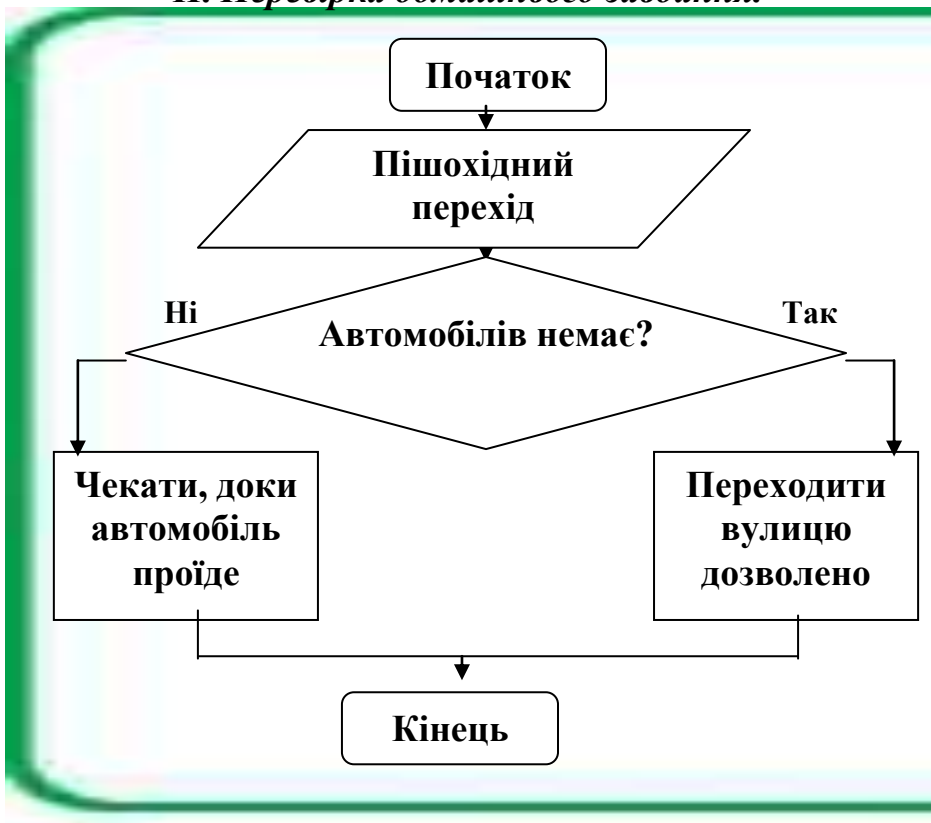 Початок
Пішохідний
перехід
Ні
Так
Автомобілів немає?
Чекати, доки
автомобіль
проїде
Переходити
вулицю
дозволено
Кінець